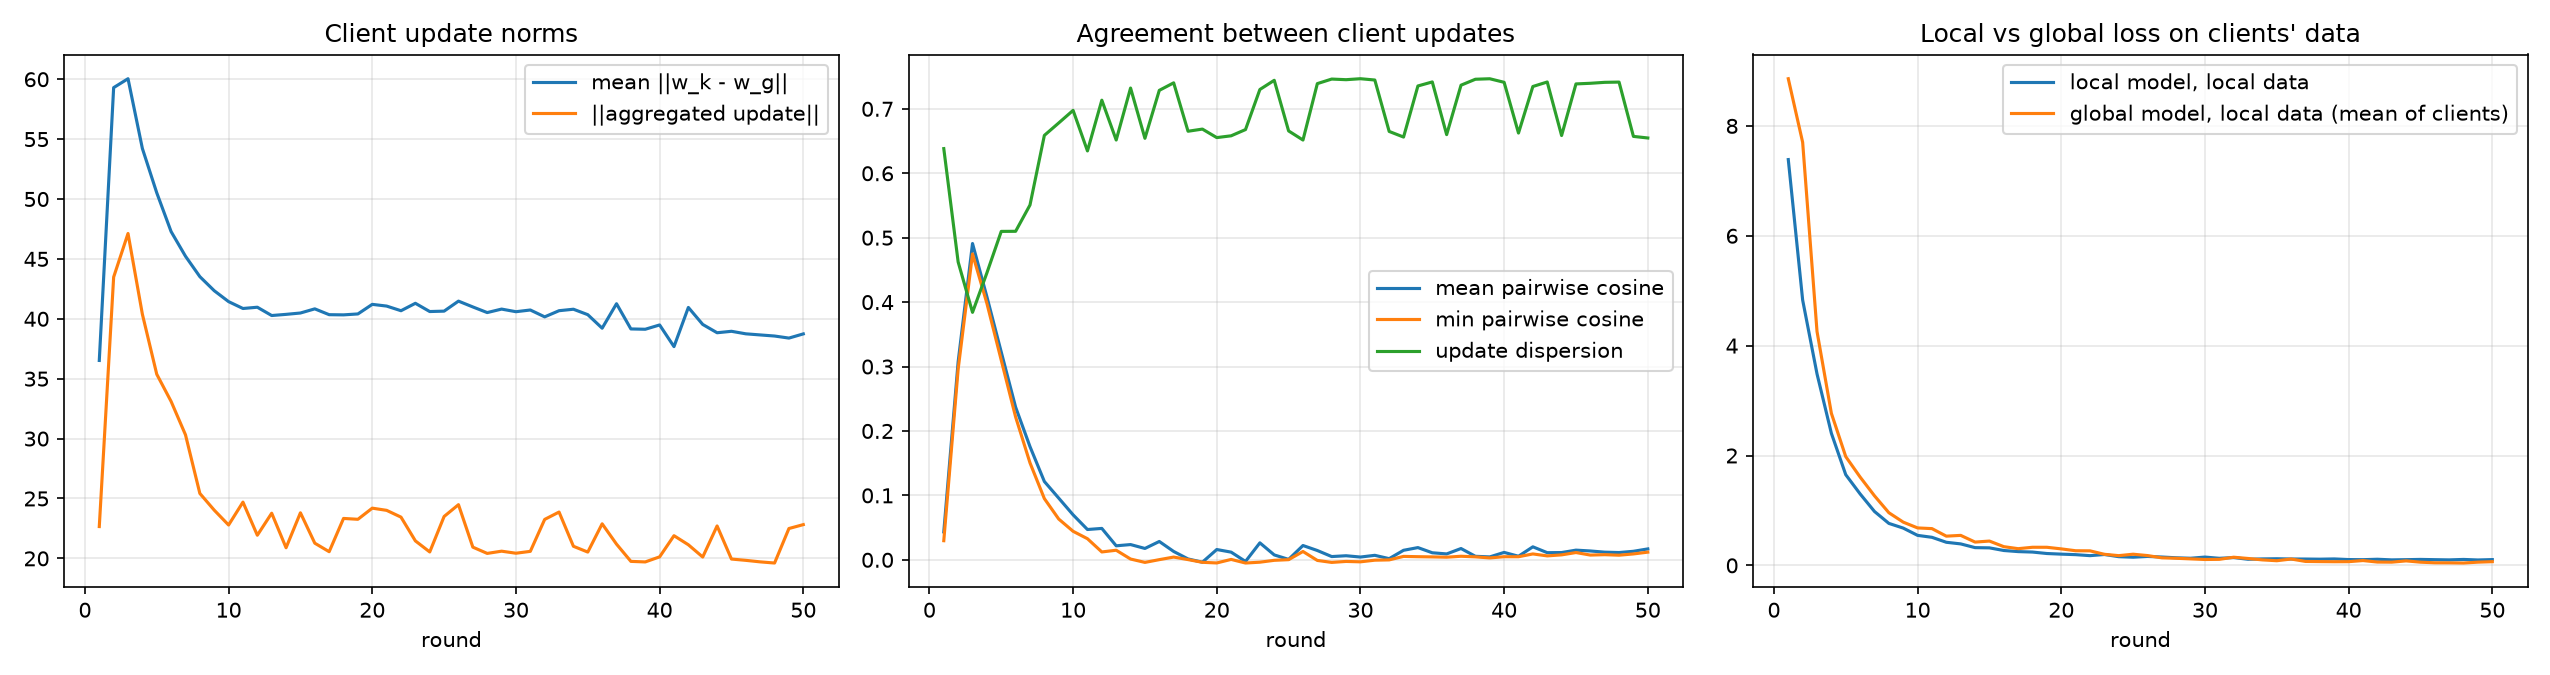 Client update norms
60
55
50
45
40
35
30
25
20
0 10 20 30 40 50
round
mean ||w_k - w_g||
||aggregated update||
Agreement between client updates
0.7
0.6
0.5
0.4
0.3
0.2
0.1
0.0
0 10 20 30 40 50
round
mean pairwise cosine
min pairwise cosine
update dispersion
Local vs global loss on clients' data
8
6
4
2
0
0 10 20 30 40 50
round
local model, local data
global model, local data (mean of clients)